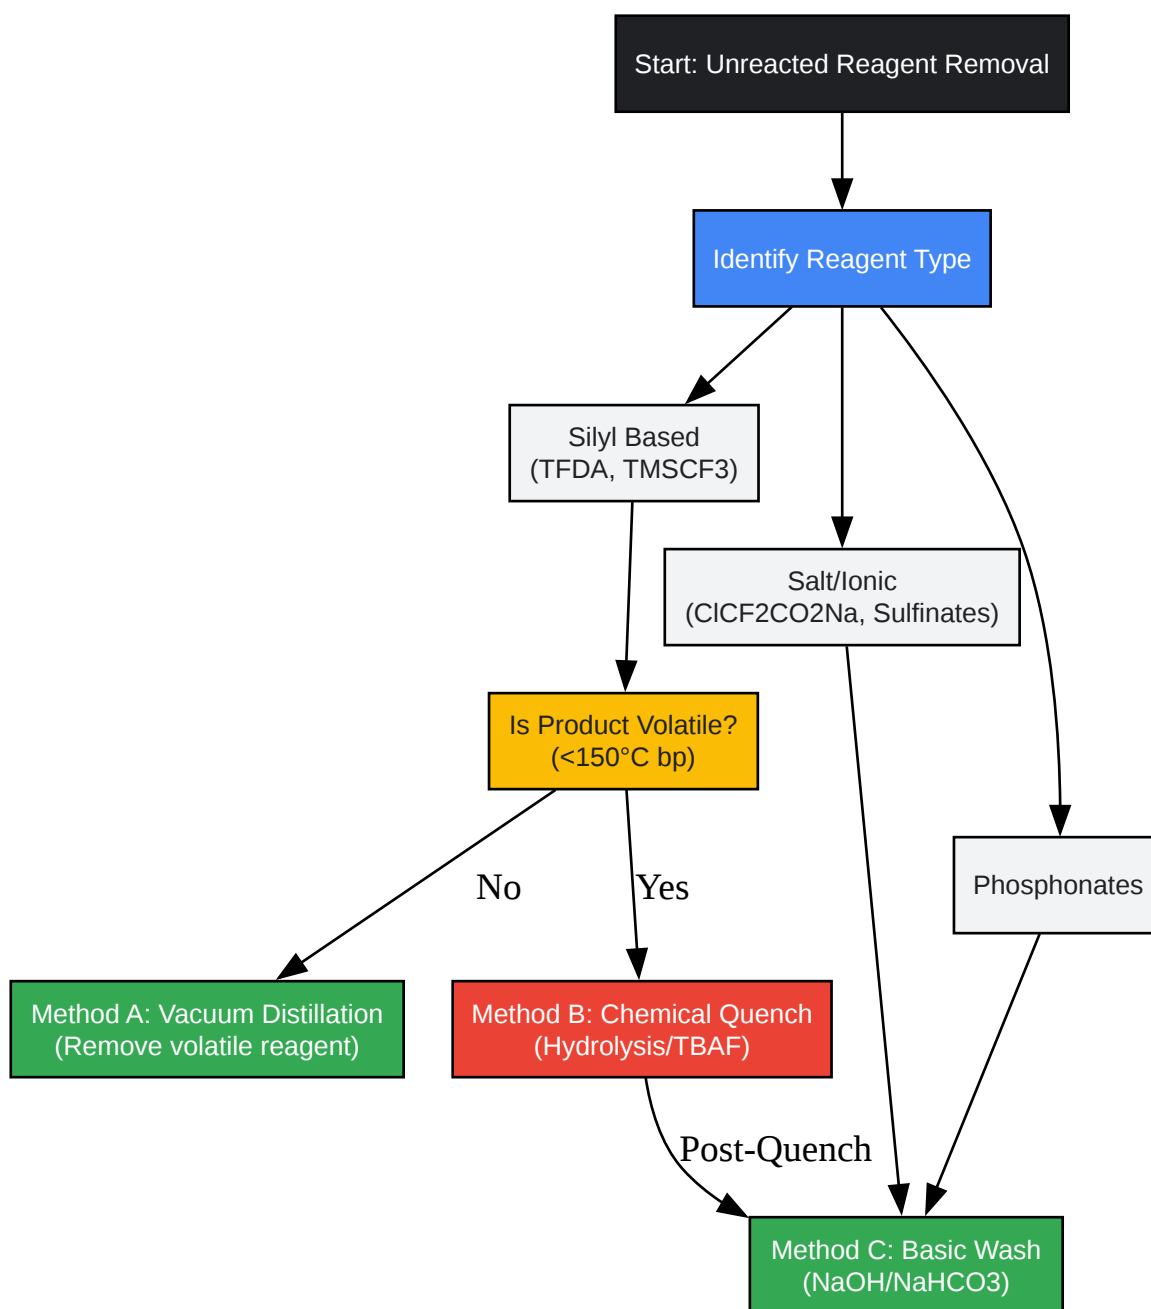 Start: Unreacted Reagent Removal
Identify Reagent Type
Silyl Based
(TFDA, TMSCF3)
Salt/Ionic
(ClCF2CO2Na, Sulfinates)
Is Product Volatile?
(<150°C bp)
Phosphonates
No
Yes
Method A: Vacuum Distillation
(Remove volatile reagent)
Method B: Chemical Quench
(Hydrolysis/TBAF)
Post-Quench
Method C: Basic Wash
(NaOH/NaHCO3)